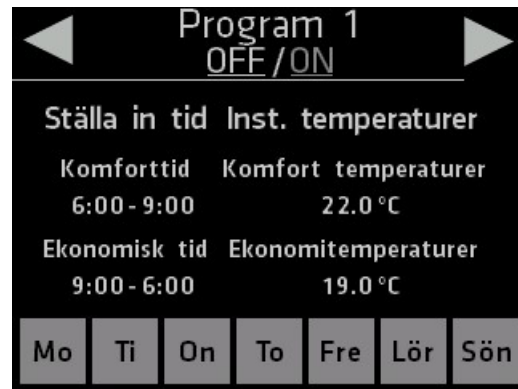 Program 1
OFF/ON
Ställa in tid Inst. temperaturer
Komforttid Komfort temperaturer
6:00-9:00 22.0 °C
Ekonomisk tid Ekonomitemperaturer
9:00-6:00 19.0 °C
Mo Ti On To Fre Lör Sön